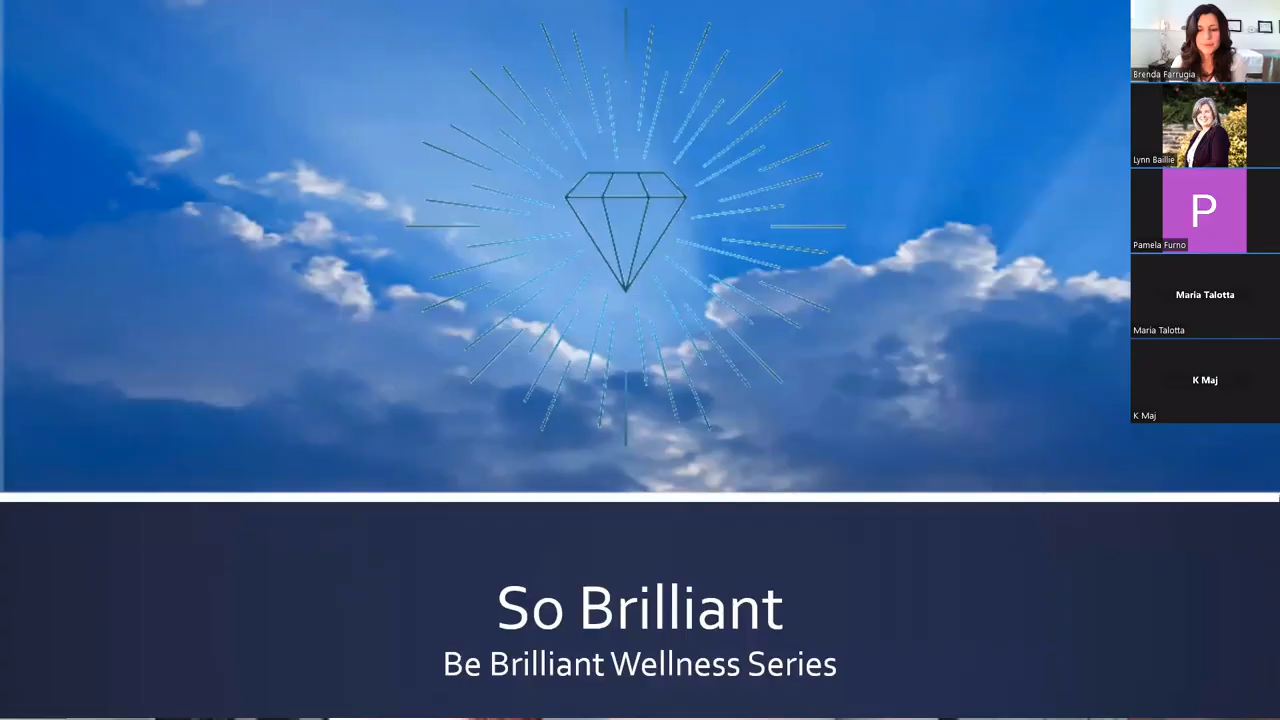 Brenda Farrugia
Lynn Baillie
P
Pamela Furno
Maria Talotta
Maria Talotta
K Maj
K Maj
So Brilliant
Be Brilliant Wellness Series